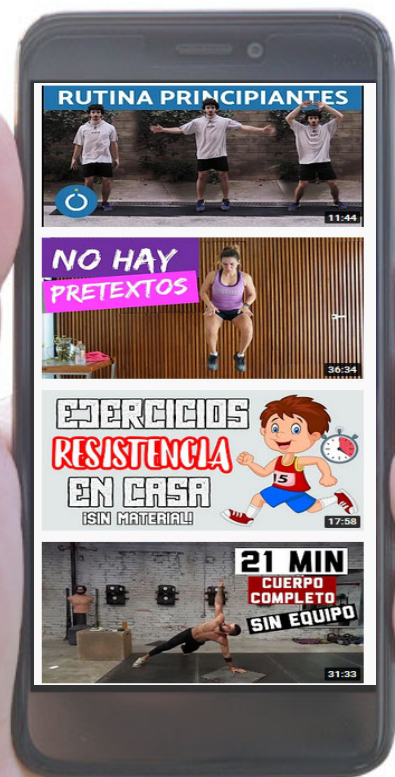 RUTINA PRINCIPIANTES
11:44
NO HAY
PRETEXTOS
36:34
EJERCICIOS
RESISTENCIA
EN CASA
¡SIN MATERIAL!
15
17:58
21 MIN
CUERPO
COMPLETO
SIN EQUIPO
31:33